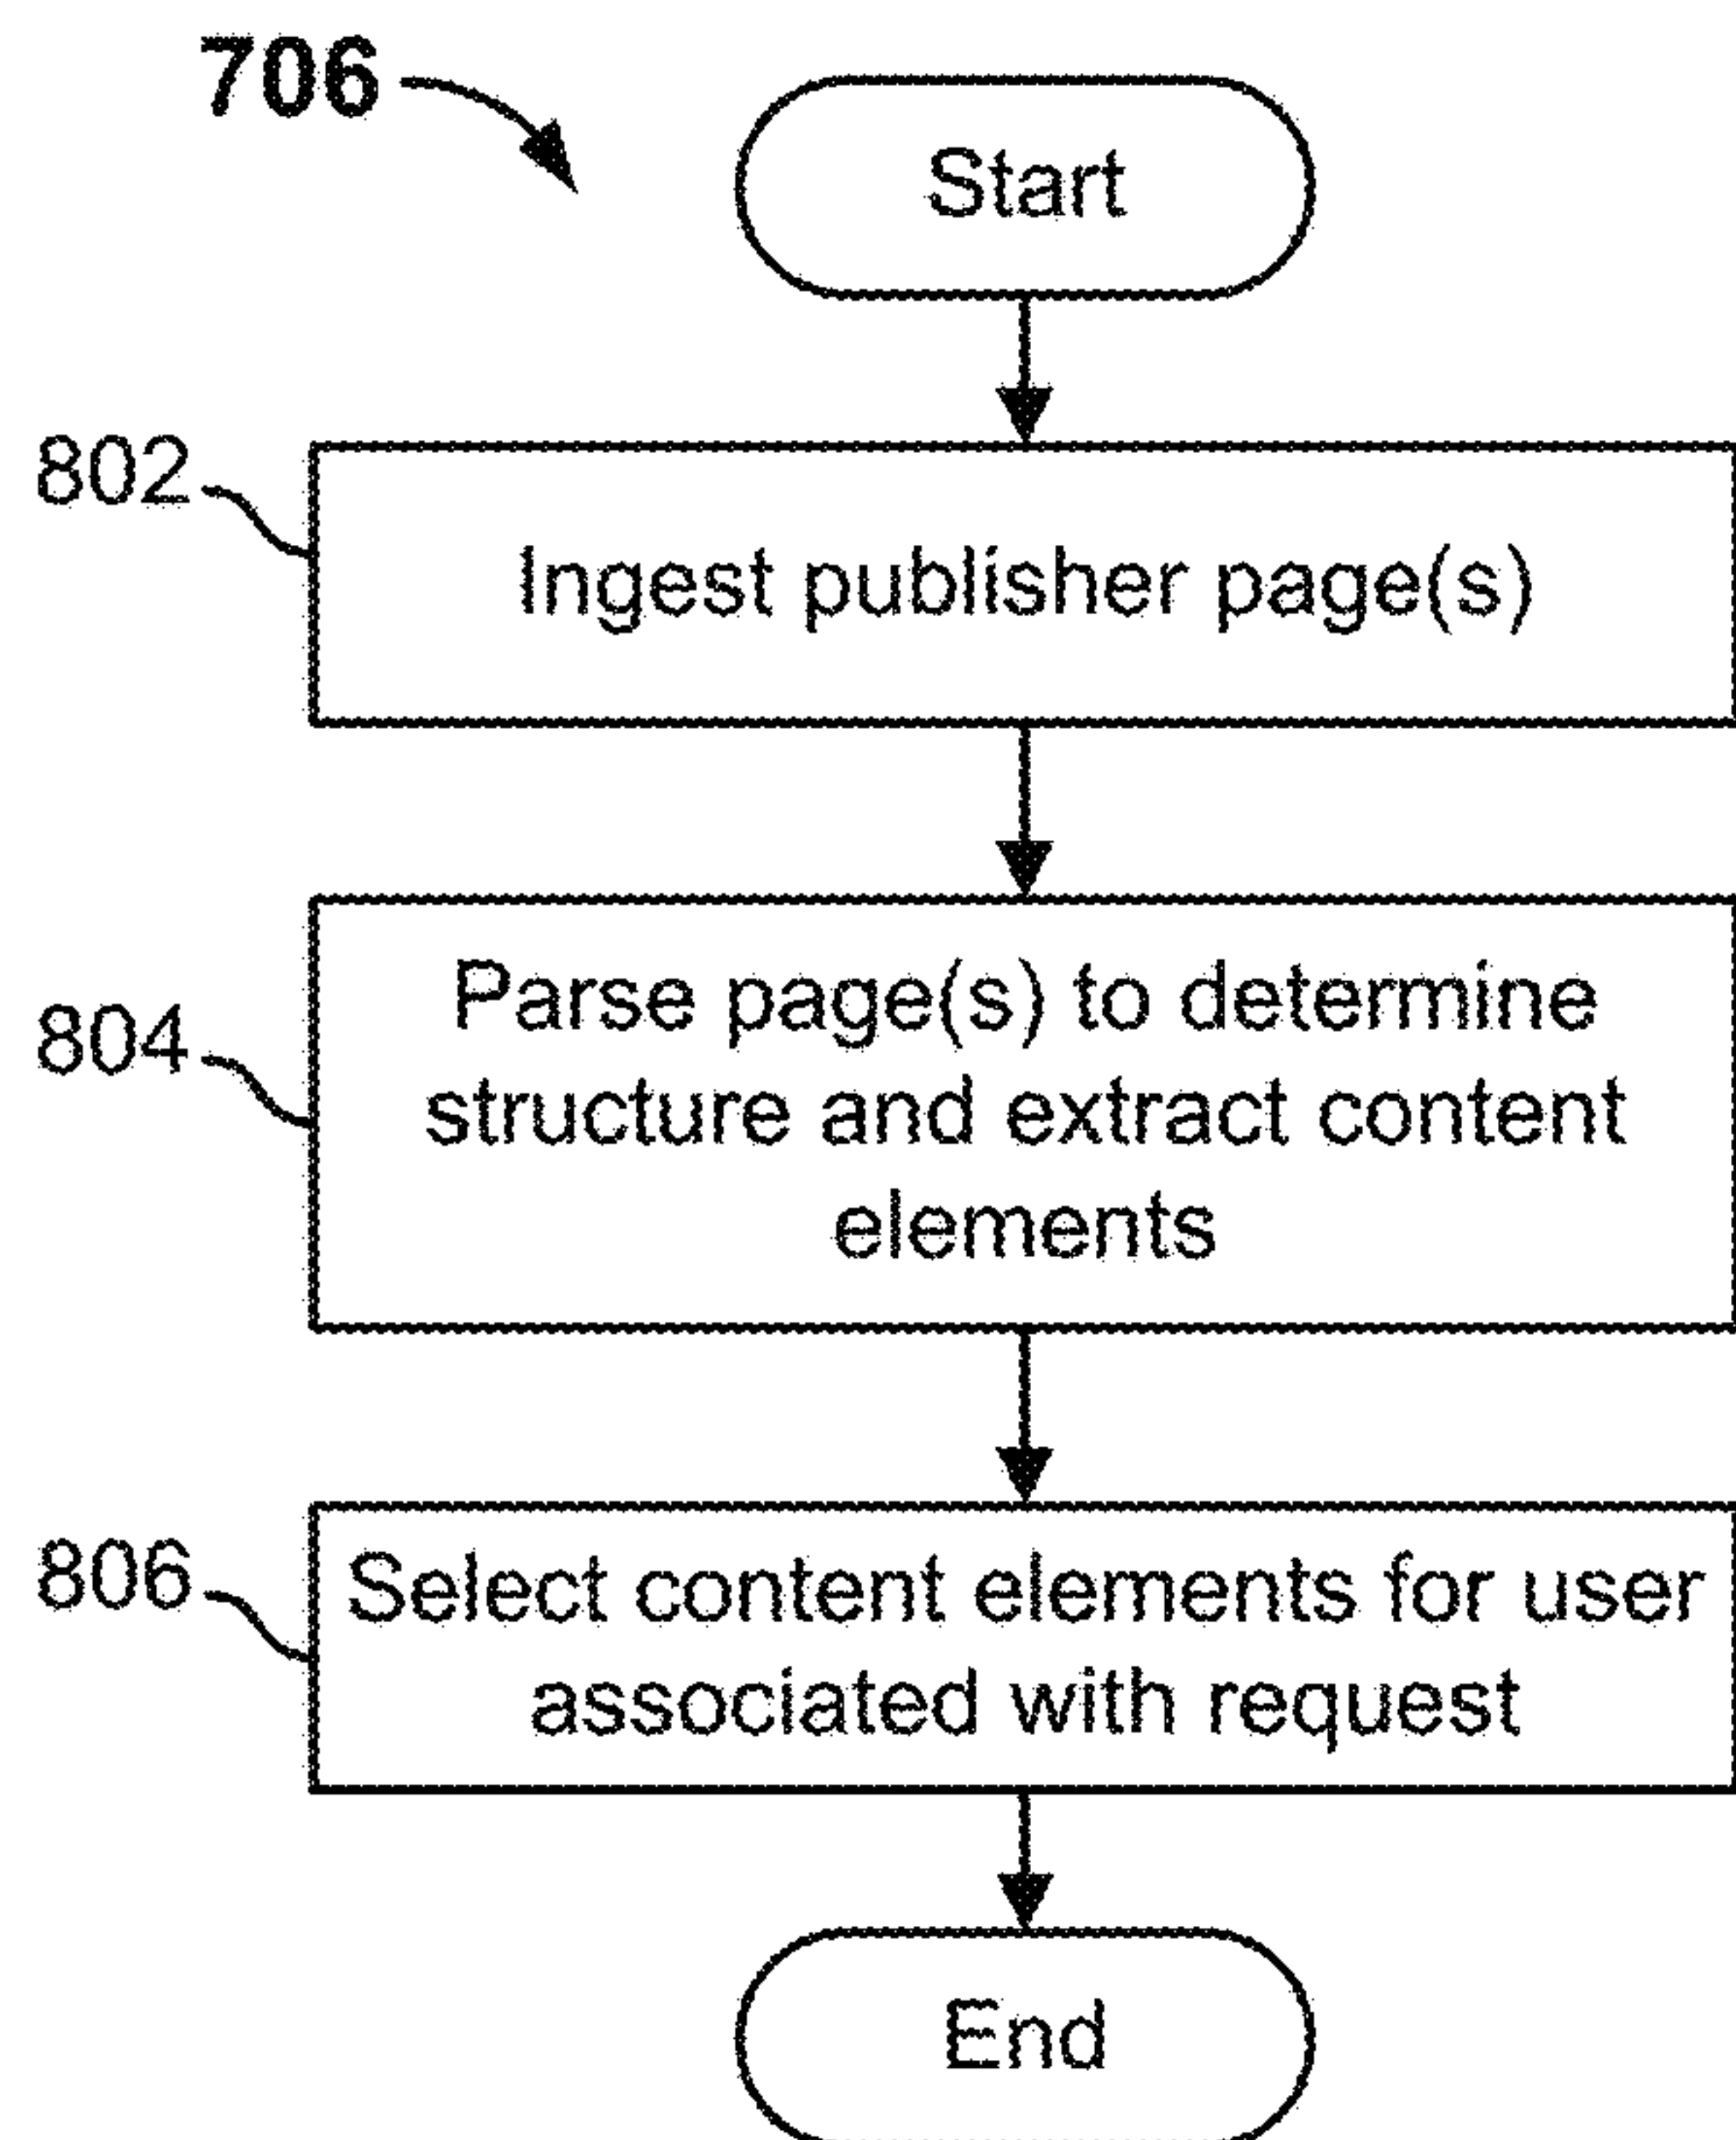 706
Start
802
Ingest publisher page(s)
804
Parse page(s) to determine
structure and extract content
elements
806
Select content elements for user
associated with request
End